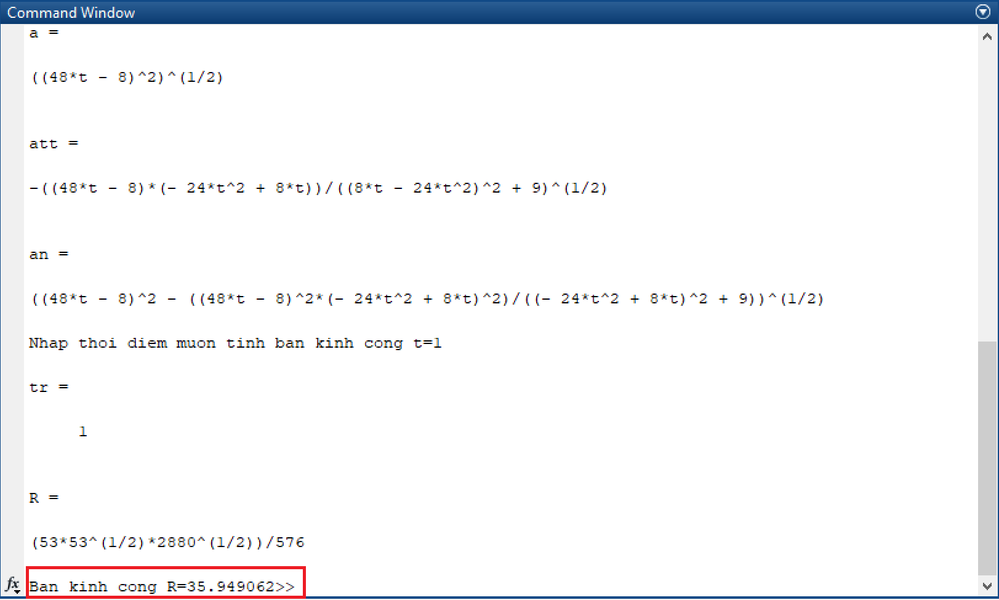 Command Window
a =
((48*t - 8)^2)^(1/2)
att =
-((48*t - 8)*(- 24*t^2 + 8*t))/((8*t - 24*t^2)^2 + 9)^(1/2)
an =
((48*t - 8)^2 - ((48*t - 8)^2*(- 24*t^2 + 8*t)^2)/((- 24*t^2 + 8*t)^2 + 9))^(1/2)
Nhap thoi diem muon tinh ban kinh cong t=1
tr =
1
R =
(53*53^(1/2)*2880^(1/2))/576
fx Ban kinh cong R=35.949062>>